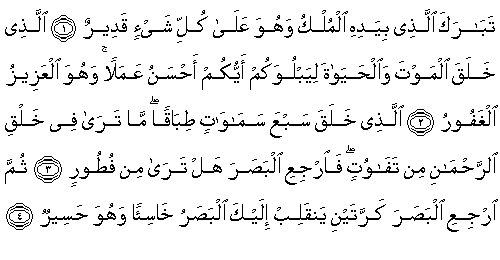 تَبَـٰرَكَ ٱلَّذِى بِيَدِهِ ٱلْمُلْكُ وَهُوَ عَلَىٰ كُلِّ شَىْءٍ قَدِيرٌ ۝١ ٱلَّذِى
خَلَقَ ٱلْمَوْتَ وَٱلْحَيَوٰةَ لِيَبْلُوَكُمْ أَيُّكُمْ أَحْسَنُ عَمَلًا ۚ وَهُوَ ٱلْعَزِيزُ
ٱلْغَفُورُ ۝٢ ٱلَّذِى خَلَقَ سَبْعَ سَمَـٰوَٰتٍ طِبَاقًا ۖ مَّا تَرَىٰ فِى خَلْقِ
ٱلرَّحْمَـٰنِ مِن تَفَـٰوُتٍ ۖ فَٱرْجِعِ ٱلْبَصَرَ هَلْ تَرَىٰ مِن فُطُورٍ ۝٣ ثُمَّ
ٱرْجِعِ ٱلْبَصَرَ كَرَّتَيْنِ يَنقَلِبْ إِلَيْكَ ٱلْبَصَرُ خَاسِئًا وَهُوَ حَسِيرٌ ۝٤